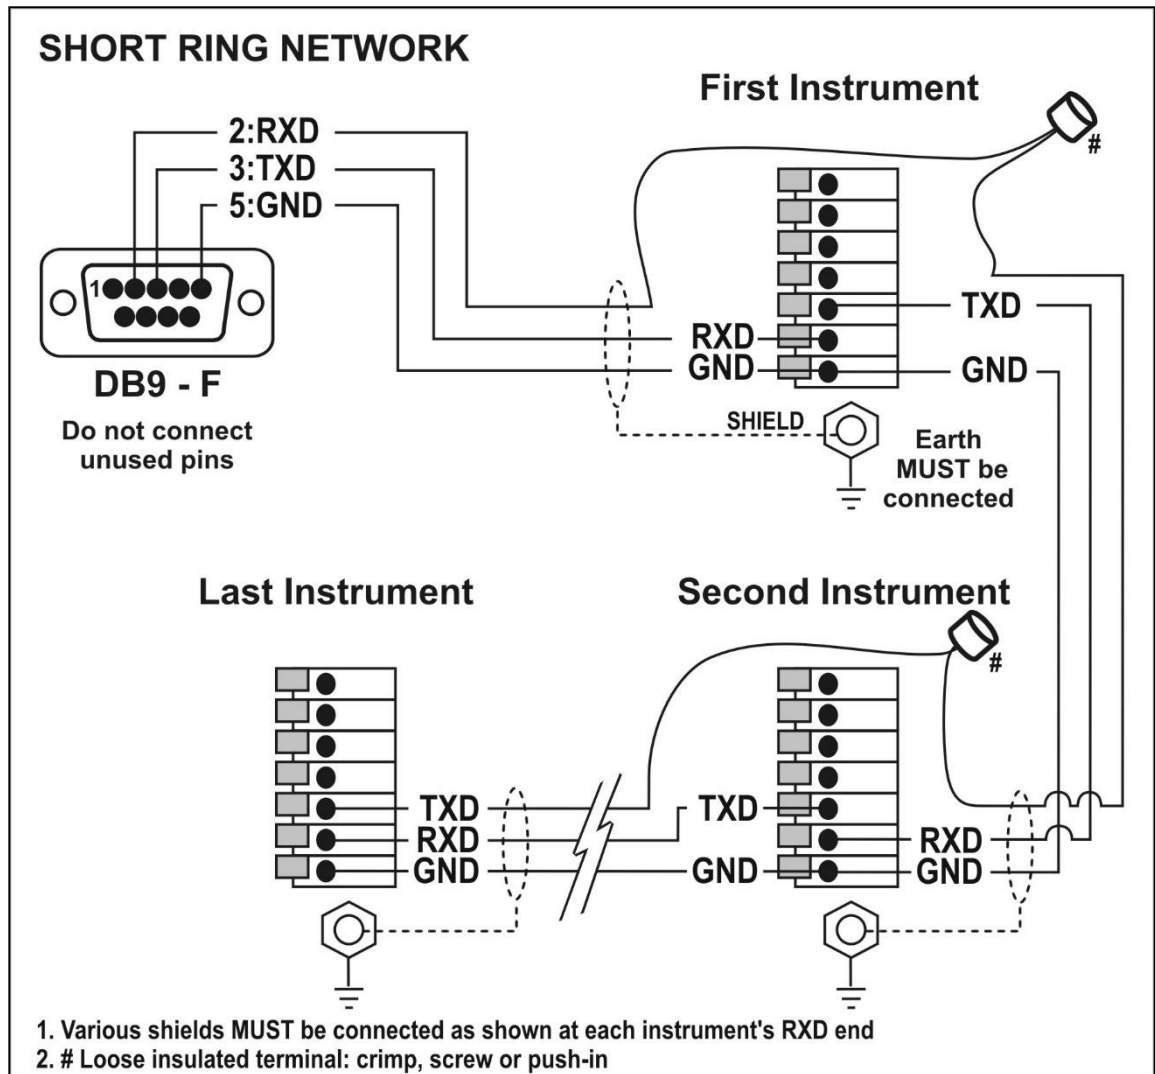 SHORT RING NETWORK
First Instrument
2:RXD
3:TXD
5:GND
#
1
TXD
RXD
GND
GND
DB9 - F
Do not connect
unused pins
SHIELD
Earth
MUST be
connected
Last Instrument
Second Instrument
#
TXD
TXD
RXD
RXD
GND
GND
GND
1. Various shields MUST be connected as shown at each instrument's RXD end
2. # Loose insulated terminal: crimp, screw or push-in